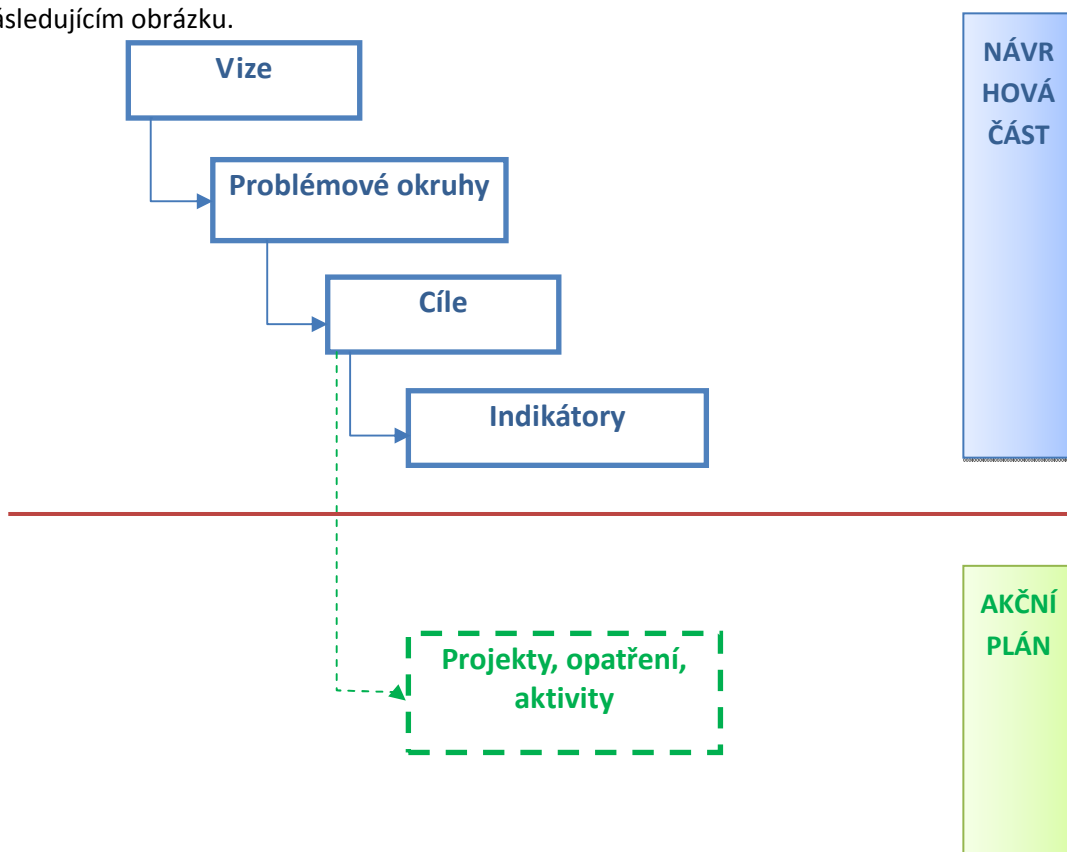 ásledujícím obrázku.
Vize
Problémové okruhy
Cíle
Indikátory
NÁVR
HOVÁ
ČÁST
Projekty, opatření,
aktivity
AKČNÍ
PLÁN